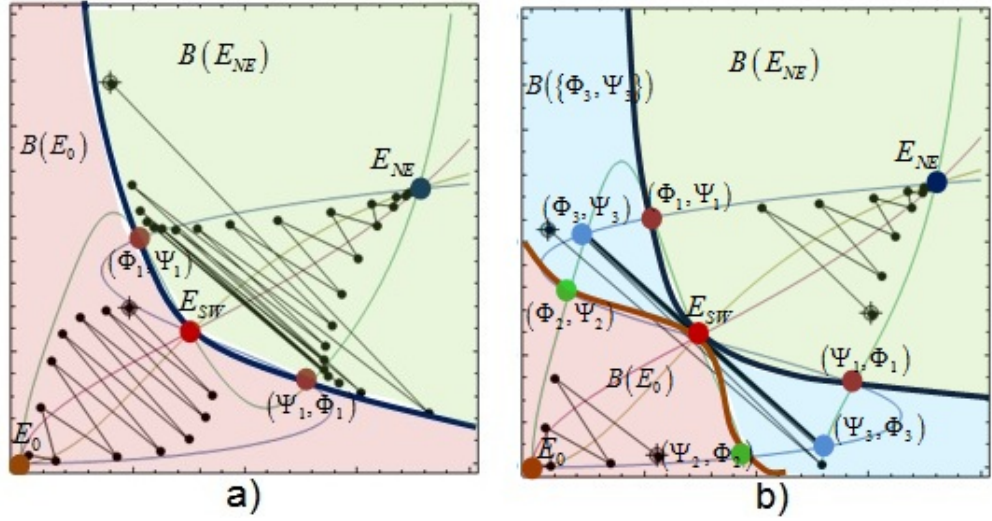 B(E_NE)
B(E_0)
E_NE
(Φ_1,Ψ_1)
E_SW
(Ψ_1,Φ_1)
E_0
a)
B({Φ_3,Ψ_3})
B(E_NE)
E_NE
(Φ_3,Ψ_3)
(Φ_1,Ψ_1)
(Φ_2,Ψ_2)
E_SW
(Ψ_1,Φ_1)
B(E_0)
(Ψ_3,Φ_3)
E_0
(Ψ_2,Φ_2)
b)